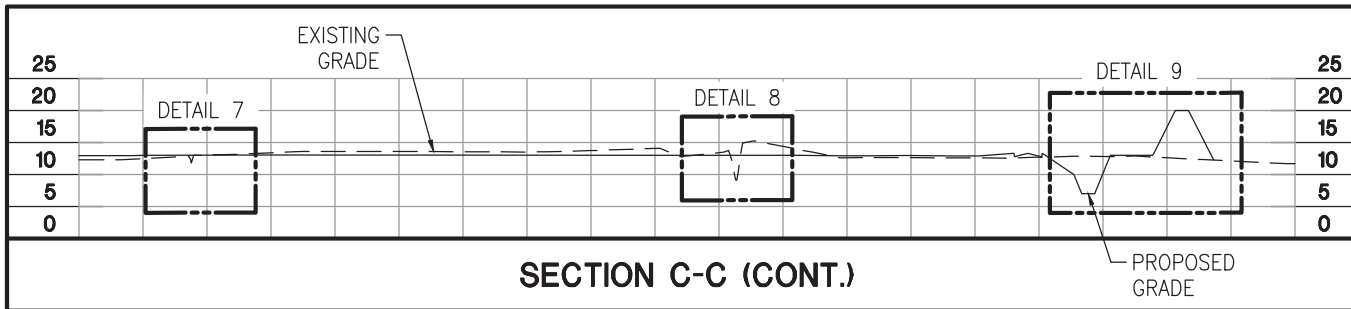 EXISTING
GRADE
DETAIL 7
DETAIL 8
DETAIL 9
25
20
15
10
5
0
25
20
15
10
5
0
PROPOSED
GRADE
SECTION C-C (CONT.)